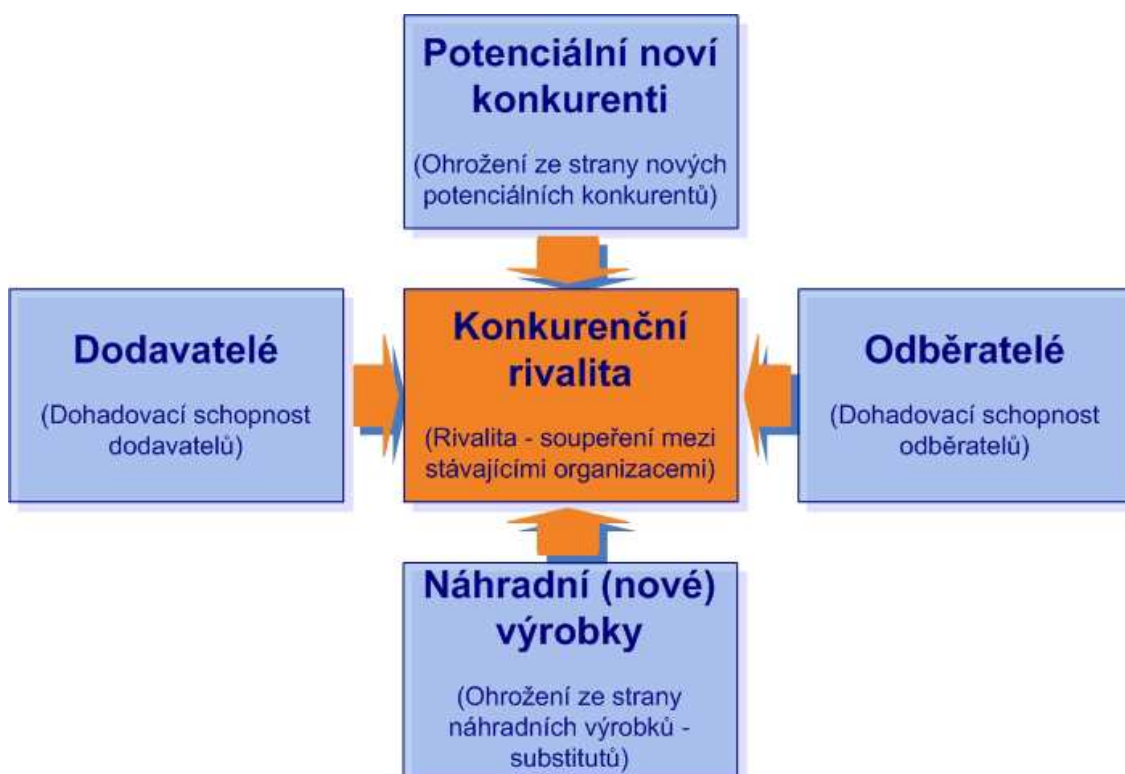 Potenciální noví
konkurenti
(Ohrožení ze strany nových
potenciálních konkurentů)
Dodavatelé
(Dohadovací schopnost
dodavatelů)
Konkurenční
rivalita
(Rivalita - soupeření mezi
stávajícími organizacemi)
Odběratelé
(Dohadovací schopnost
odběratelů)
Náhradní (nové)
výrobky
(Ohrožení ze strany
náhradních výrobků -
substitutů)